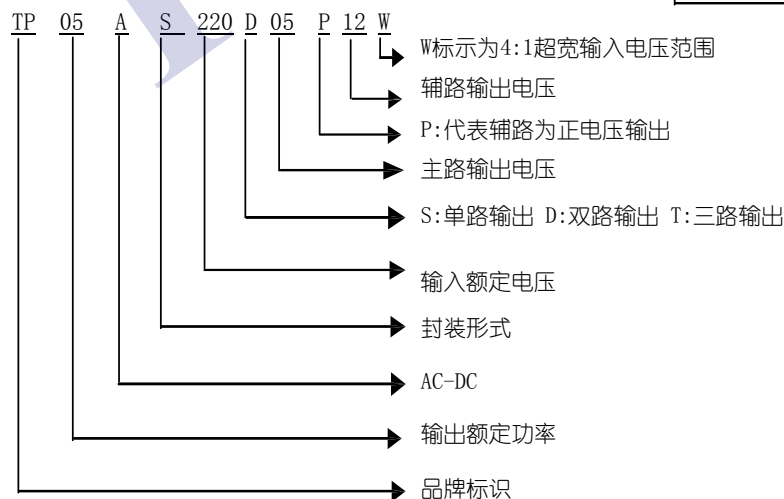 TP 05 A S 220 D 05 P 12 W
W标示为4:1超宽输入电压范围
辅路输出电压
P:代表辅路为正电压输出
主路输出电压
S:单路输出 D:双路输出 T:三路输出
输入额定电压
封装形式
AC-DC
输出额定功率
品牌标识